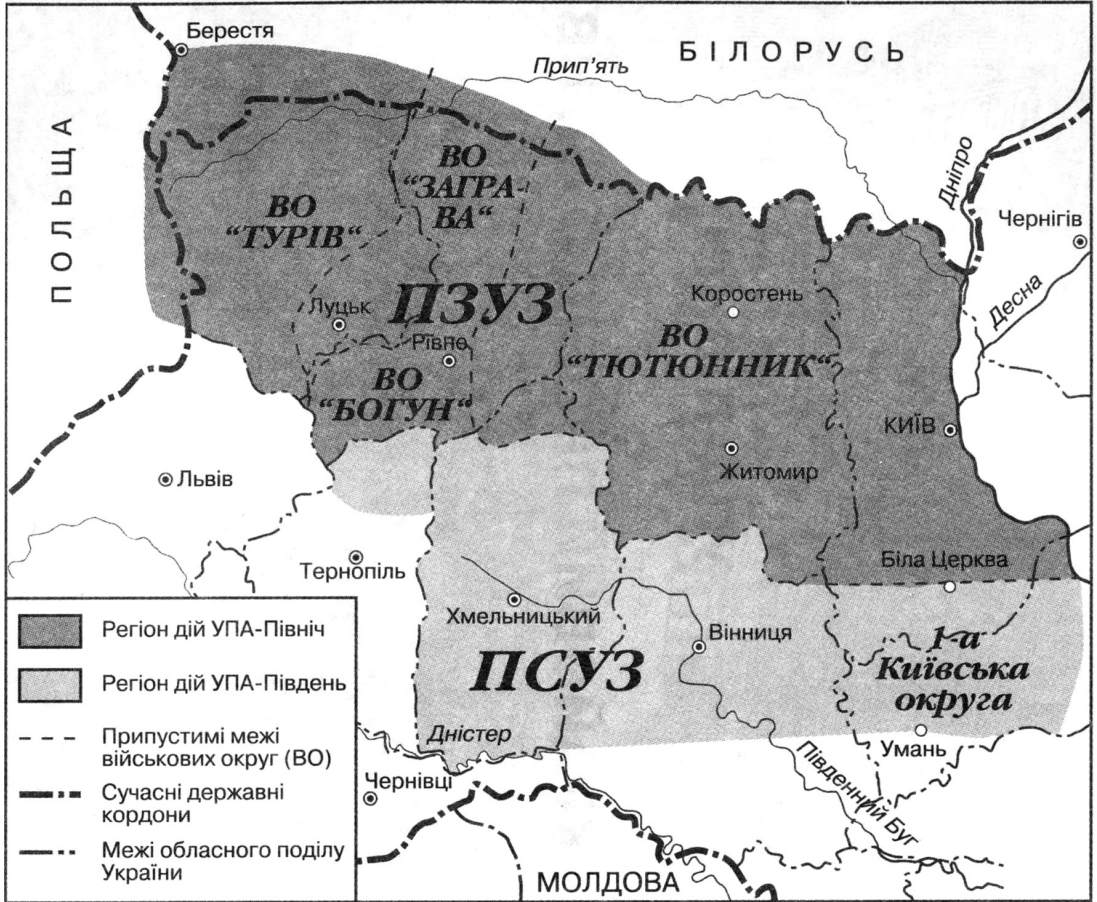 Берестя
БІЛОРУСЬ
Прип'ять
ПОЛЬЩА
ВО
“ЗАГРА-
ВА“
Дніпро
ВО
“ТУРІВ“
Чернігів
Десна
Луцьк
ПЗУЗ
Коростень
Рівне
ВО
“ТЮТЮННИК“
ВО
“БОГУН“
КИЇВ
Житомир
Львів
Тернопіль
Біла Церква
Хмельницький
Вінниця
1-а
Київська
округа
ПСУЗ
Дністер
Умань
Чернівці
Південний Буг
МОЛДОВА
Регіон дій УПА-Північ
Регіон дій УПА-Південь
Припустимі межі
військових округ (ВО)
Сучасні державні
кордони
Межі обласного поділу
України